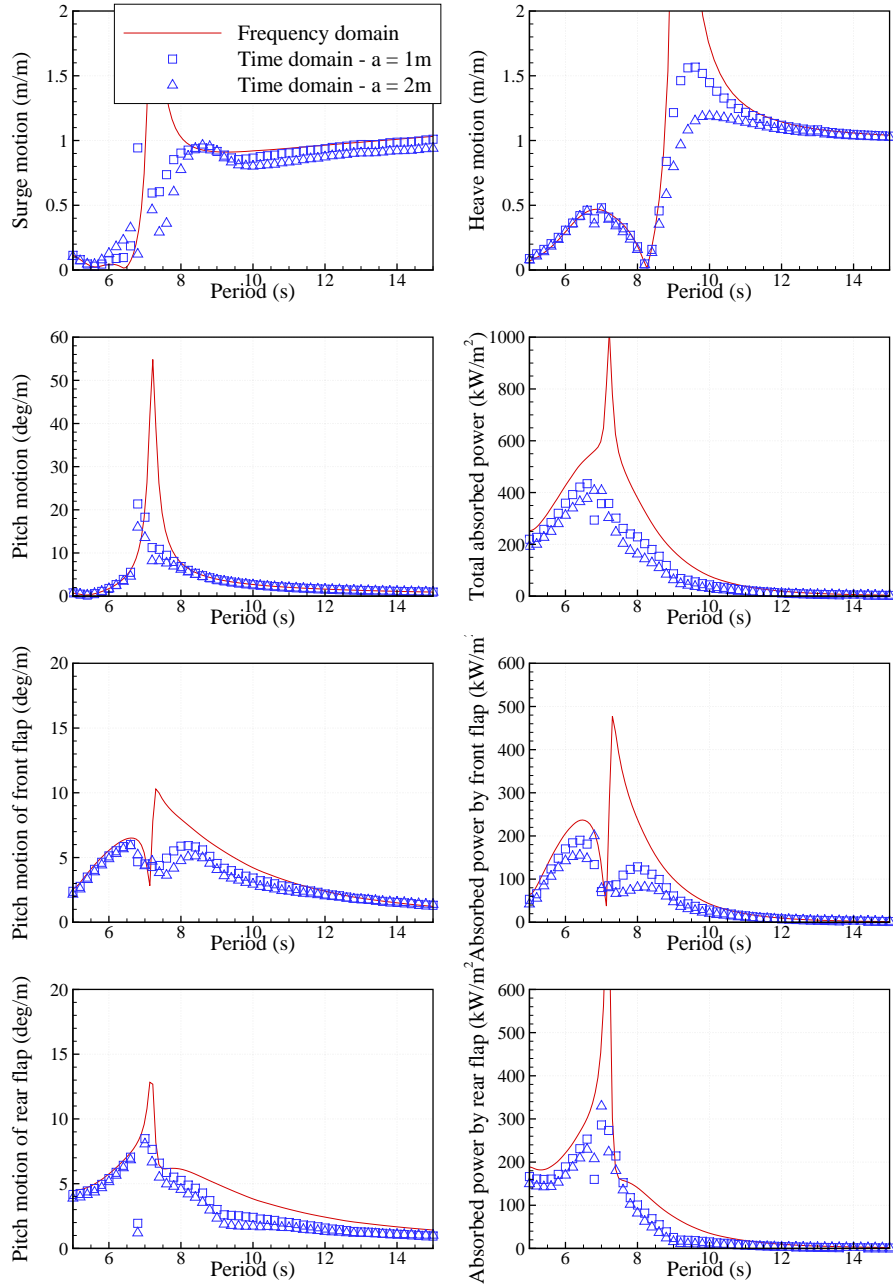 Frequency domain
Time domain - a = 1m
Time domain - a = 2m
Surge motion (m/m)
0
0.5
1
1.5
2
6 8 10 12 14
Period (s)
Heave motion (m/m)
0
0.5
1
1.5
2
6 8 10 12 14
Period (s)
Pitch motion (deg/m)
0
10
20
30
40
50
60
6 8 10 12 14
Period (s)
Total absorbed power (kW/m²)
0
200
400
600
800
1000
6 8 10 12 14
Period (s)
Pitch motion of front flap (deg/m)
0
5
10
15
20
6 8 10 12 14
Period (s)
Absorbed power by front flap (kW/m²
0
100
200
300
400
500
600
6 8 10 12 14
Period (s)
Pitch motion of rear flap (deg/m)
0
5
10
15
20
6 8 10 12 14
Period (s)
Absorbed power by rear flap (kW/m²
0
100
200
300
400
500
600
6 8 10 12 14
Period (s)